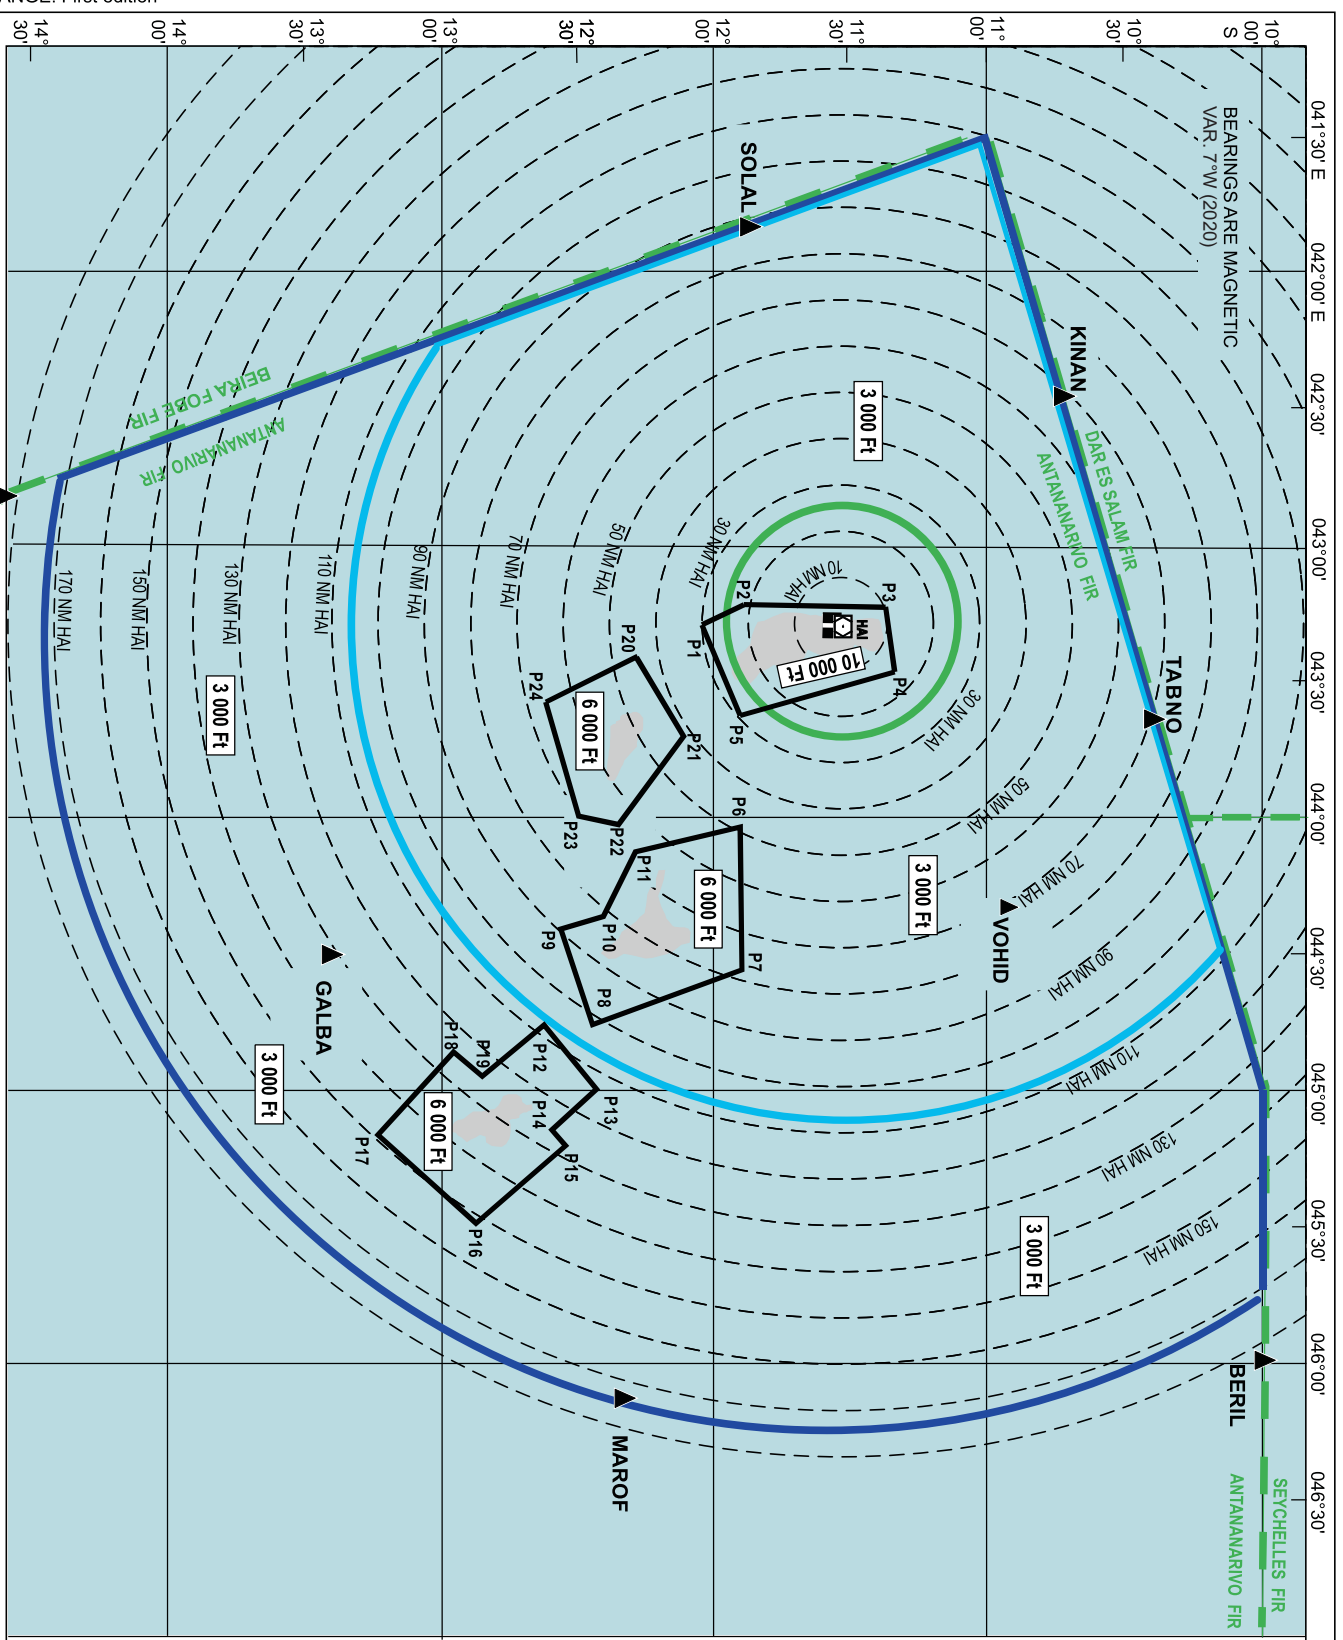 ANGE: First edition
30' 14°
00' 14°
30' 13°
00' 13°
30' 12°
00' 12°
30' 11°
00' 11°
30' 10°
00' 10°
S
041°30' E
042°00' E
042°30'
043°00'
043°30'
044°00'
044°30'
045°00'
045°30'
046°00'
046°30'
BEARINGS ARE MAGNETIC
VAR. 7°W (2020)
SOLAL
KINAN
TABNO
VOHID
GALBA
MAROF
BERIL
HAI
DAR ES SALAM FIR
ANTANANARIVO FIR
BEIRA FOBE FIR
ANTANANARIVO FIR
SEYCHELLES FIR
ANTANANARIVO FIR
3 000 Ft
10 000 Ft
3 000 Ft
6 000 Ft
6 000 Ft
3 000 Ft
6 000 Ft
3 000 Ft
3 000 Ft
10 NM HAI
30 NM HAI
50 NM HAI
70 NM HAI
90 NM HAI
110 NM HAI
130 NM HAI
150 NM HAI
170 NM HAI
30 NM HAI
50 NM HAI
70 NM HAI
90 NM HAI
110 NM HAI
130 NM HAI
150 NM HAI
P1
P2
P3
P4
P5
P6
P7
P8
P9
P10
P11
P12
P13
P14
P15
P16
P17
P18
P19
P20
P21
P22
P23
P24